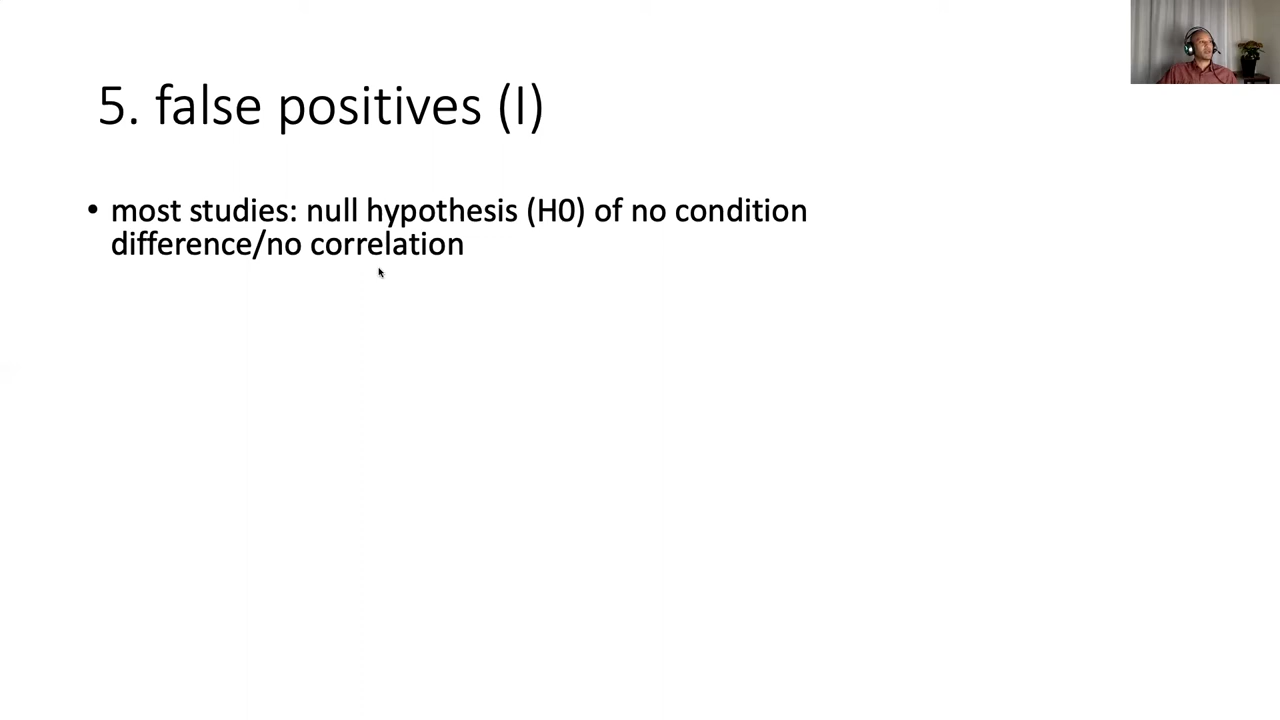 5. false positives (I)
• most studies: null hypothesis (H0) of no condition
difference/no correlation